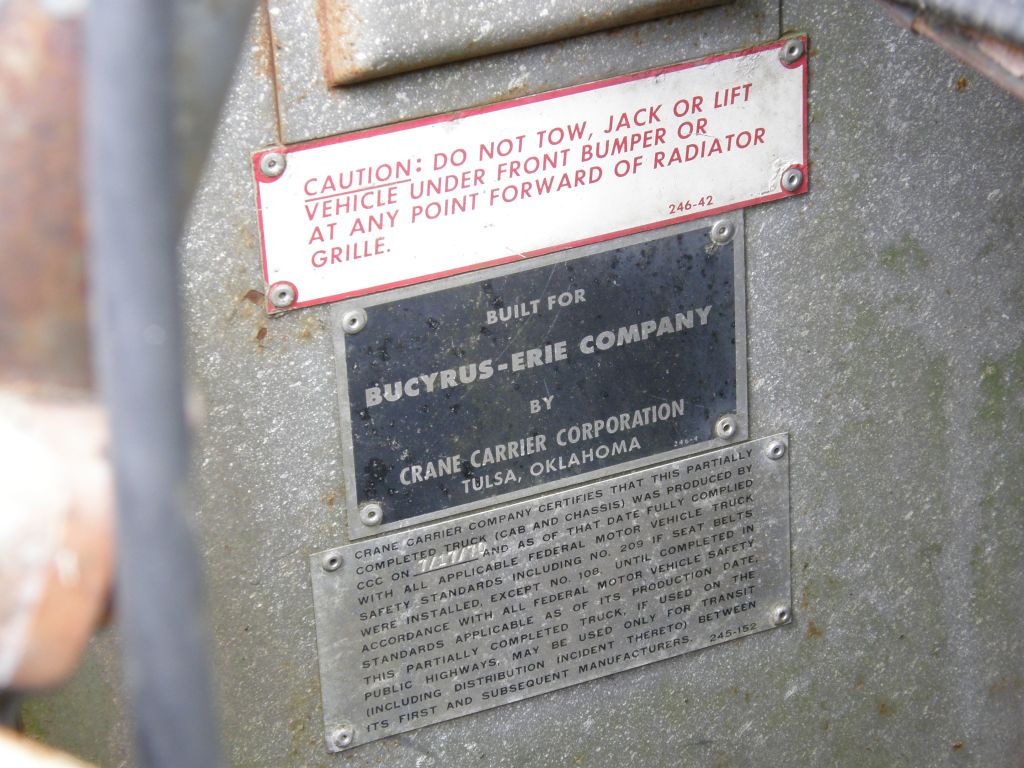 CAUTION: DO NOT TOW, JACK OR LIFT
VEHICLE UNDER FRONT BUMPER OR
AT ANY POINT FORWARD OF RADIATOR
GRILLE.
246-42
BUILT FOR
BUCYRUS-ERIE COMPANY
BY
CRANE CARRIER CORPORATION
TULSA, OKLAHOMA
CRANE CARRIER COMPANY CERTIFIES THAT THIS PARTIALLY
COMPLETED TRUCK (CAB AND CHASSIS) WAS PRODUCED BY
CCC ON AND AS OF THAT DATE FULLY COMPLIED
WITH ALL APPLICABLE FEDERAL MOTOR VEHICLE TRUCK
SAFETY STANDARDS INCLUDING NO. 209 IF SEAT BELTS
WERE INSTALLED, EXCEPT NO. 108. UNTIL COMPLETED IN
ACCORDANCE WITH ALL FEDERAL MOTOR VEHICLE SAFETY
STANDARDS APPLICABLE AS OF ITS PRODUCTION DATE,
THIS PARTIALLY COMPLETED TRUCK, IF USED ON THE
PUBLIC HIGHWAYS, MAY BE USED ONLY FOR TRANSIT
(INCLUDING DISTRIBUTION INCIDENT THERETO) BETWEEN
ITS FIRST AND SUBSEQUENT MANUFACTURERS. 245-152